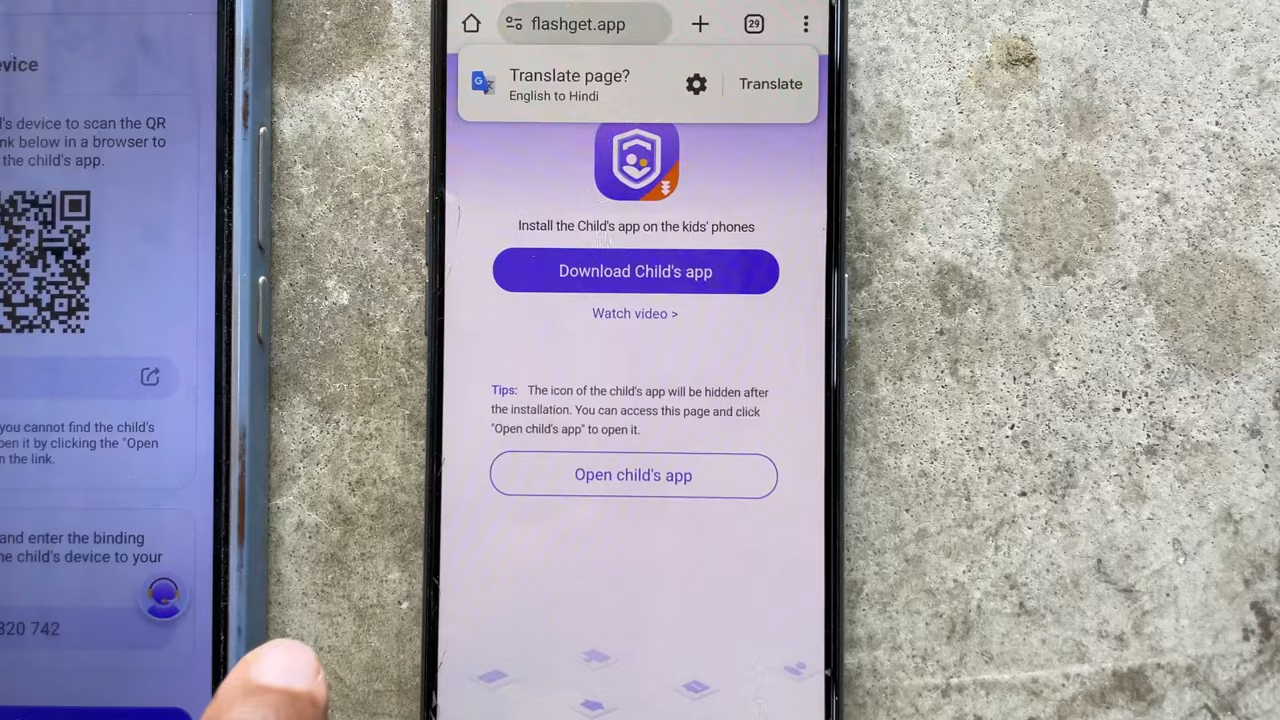 evice
l's device to scan the QR
nk below in a browser to
the child's app.
you cannot find the child's
pen it by clicking the "Open
n the link.
and enter the binding
he child's device to your
820 742
flashget.app
29
Translate page?
English to Hindi
Translate
Install the Child's app on the kids' phones
Download Child's app
Watch video >
Tips: The icon of the child's app will be hidden after
the installation. You can access this page and click
"Open child's app" to open it.
Open child's app